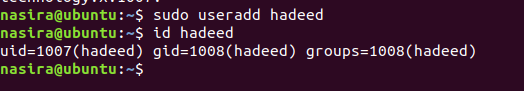 nasira@ubuntu:~$ sudo useradd hadeed
nasira@ubuntu:~$ id hadeed
uid=1007(hadeed) gid=1008(hadeed) groups=1008(hadeed)
nasira@ubuntu:~$